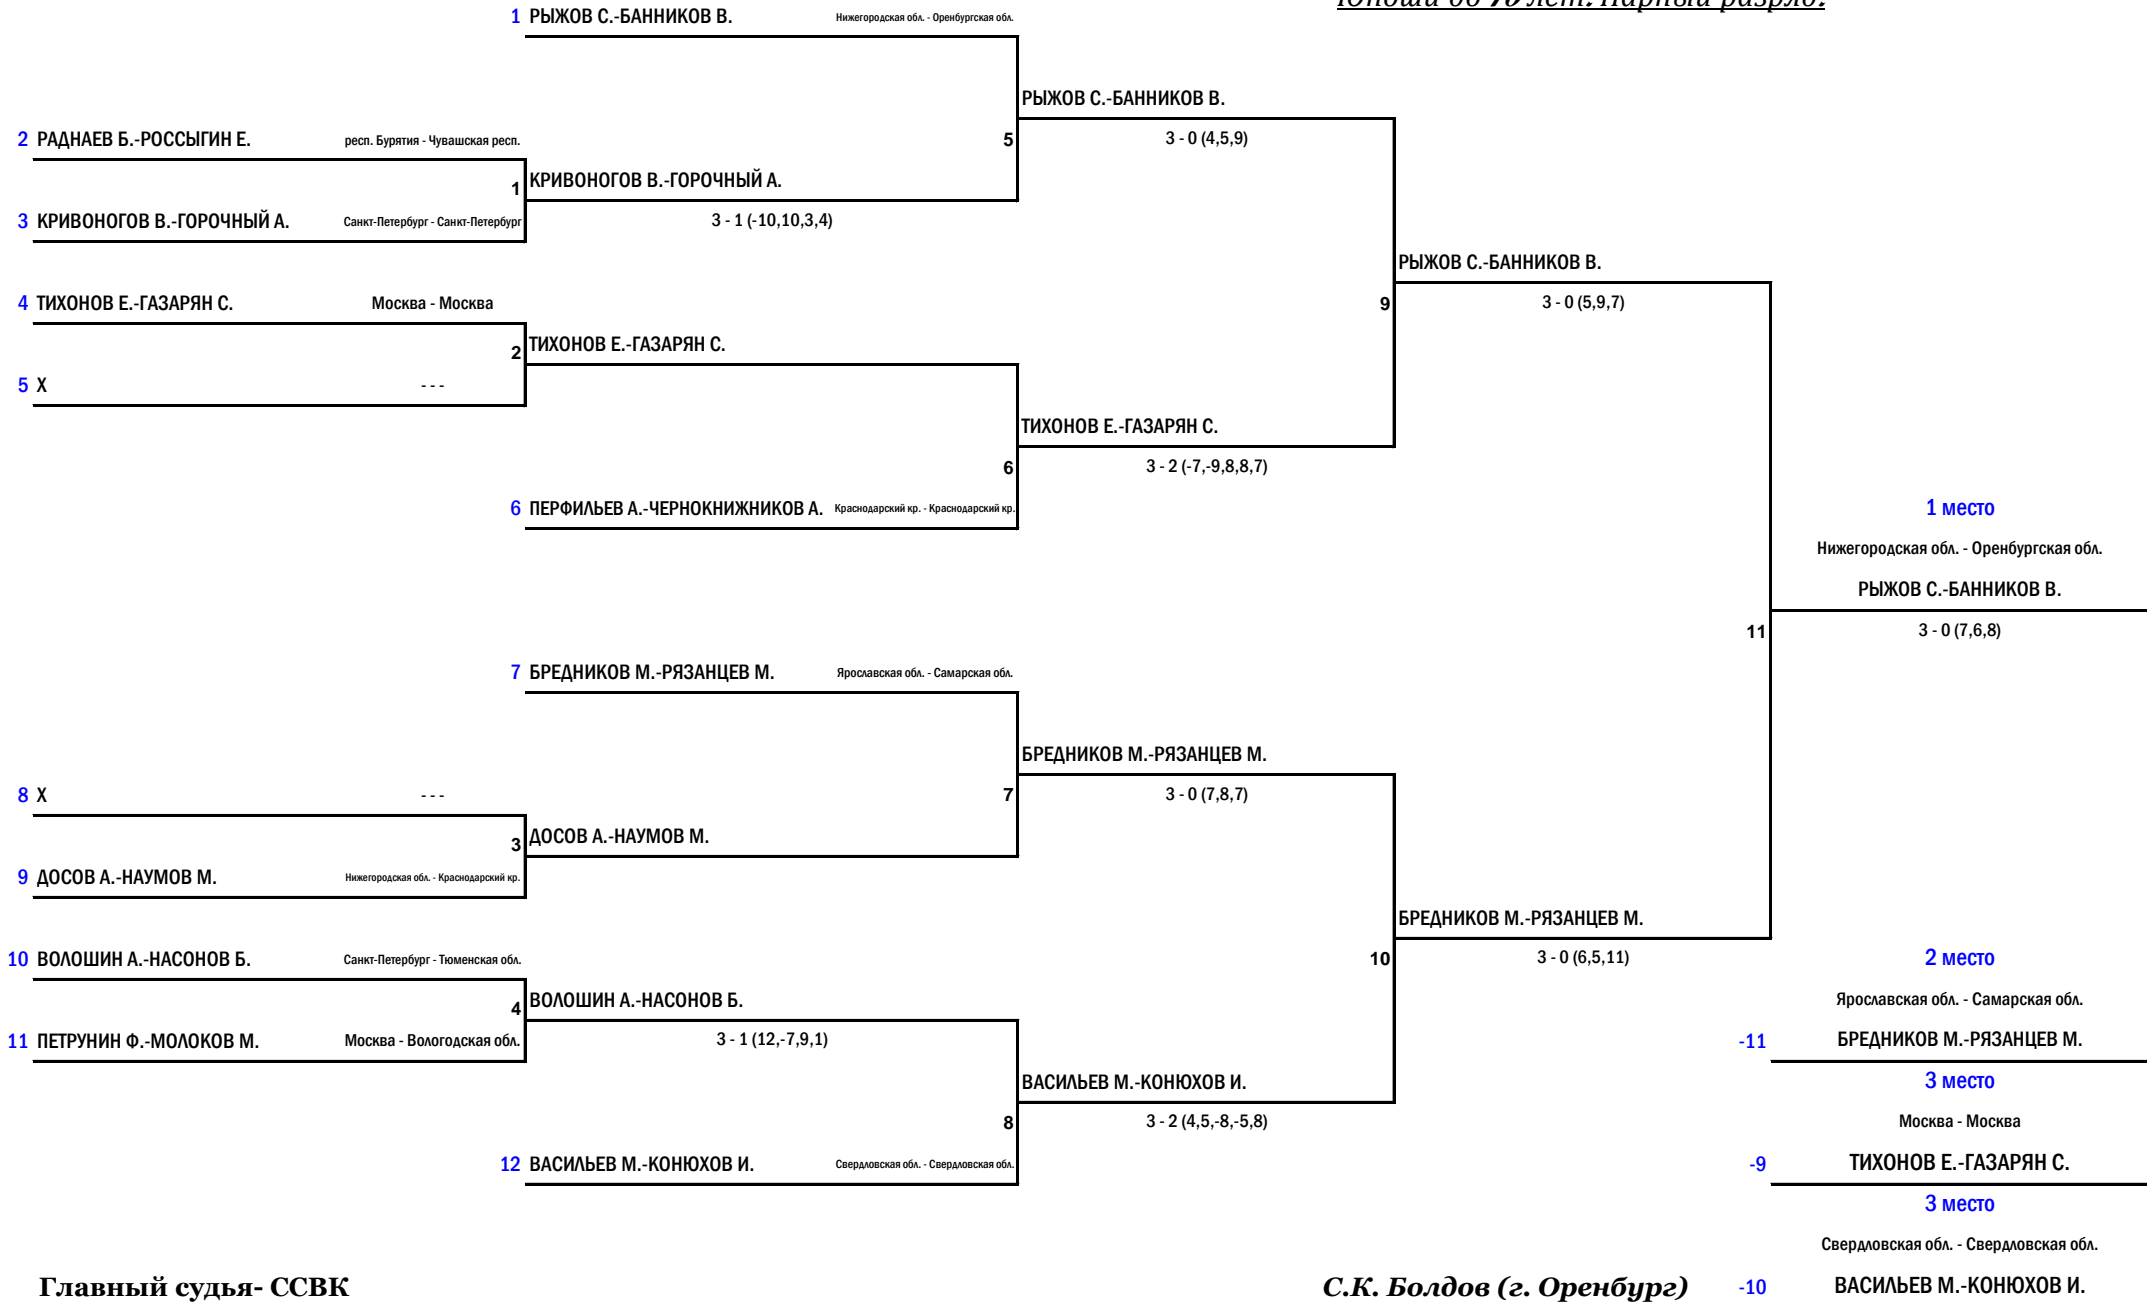 Парный разряд.
1 РЫЖОВ С.-БАННИКОВ В. Нижегородская обл. - Оренбургская обл.
РЫЖОВ С.-БАННИКОВ В.
2 РАДНАЕВ Б.-РОССЫГИН Е. респ. Бурятия - Чувашская респ. 5 3 - 0 (4,5,9)
1 КРИВОНОГОВ В.-ГОРОЧНЫЙ А.
3 КРИВОНОГОВ В.-ГОРОЧНЫЙ А. Санкт-Петербург - Санкт-Петербург 3 - 1 (-10,10,3,4)
РЫЖОВ С.-БАННИКОВ В.
4 ТИХОНОВ Е.-ГАЗАРЯН С. Москва - Москва 9 3 - 0 (5,9,7)
2 ТИХОНОВ Е.-ГАЗАРЯН С.
5 X - - -
ТИХОНОВ Е.-ГАЗАРЯН С.
6 3 - 2 (-7,-9,8,8,7)
6 ПЕРФИЛЬЕВ А.-ЧЕРНОКНИЖНИКОВ А. Краснодарский кр. - Краснодарский кр. 1 место
Нижегородская обл. - Оренбургская обл.
РЫЖОВ С.-БАННИКОВ В.
11 3 - 0 (7,6,8)
7 БРЕДНИКОВ М.-РЯЗАНЦЕВ М. Ярославская обл. - Самарская обл.
БРЕДНИКОВ М.-РЯЗАНЦЕВ М.
8 X - - - 7 3 - 0 (7,8,7)
3 ДОСОВ А.-НАУМОВ М.
9 ДОСОВ А.-НАУМОВ М. Нижегородская обл. - Краснодарский кр.
БРЕДНИКОВ М.-РЯЗАНЦЕВ М.
10 ВОЛОШИН А.-НАСОНОВ Б. Санкт-Петербург - Тюменская обл. 10 3 - 0 (6,5,11) 2 место
4 ВОЛОШИН А.-НАСОНОВ Б. Ярославская обл. - Самарская обл.
11 ПЕТРУНИН Ф.-МОЛОКОВ М. Москва - Вологодская обл. 3 - 1 (12,-7,9,1) -11 БРЕДНИКОВ М.-РЯЗАНЦЕВ М.
ВАСИЛЬЕВ М.-КОНЮХОВ И. 3 место
8 3 - 2 (4,5,-8,-5,8) Москва - Москва
12 ВАСИЛЬЕВ М.-КОНЮХОВ И. Свердловская обл. - Свердловская обл. -9 ТИХОНОВ Е.-ГАЗАРЯН С.
3 место
Свердловская обл. - Свердловская обл.
Главный судья- ССВК С.К. Болдов (г. Оренбург) -10 ВАСИЛЬЕВ М.-КОНЮХОВ И.